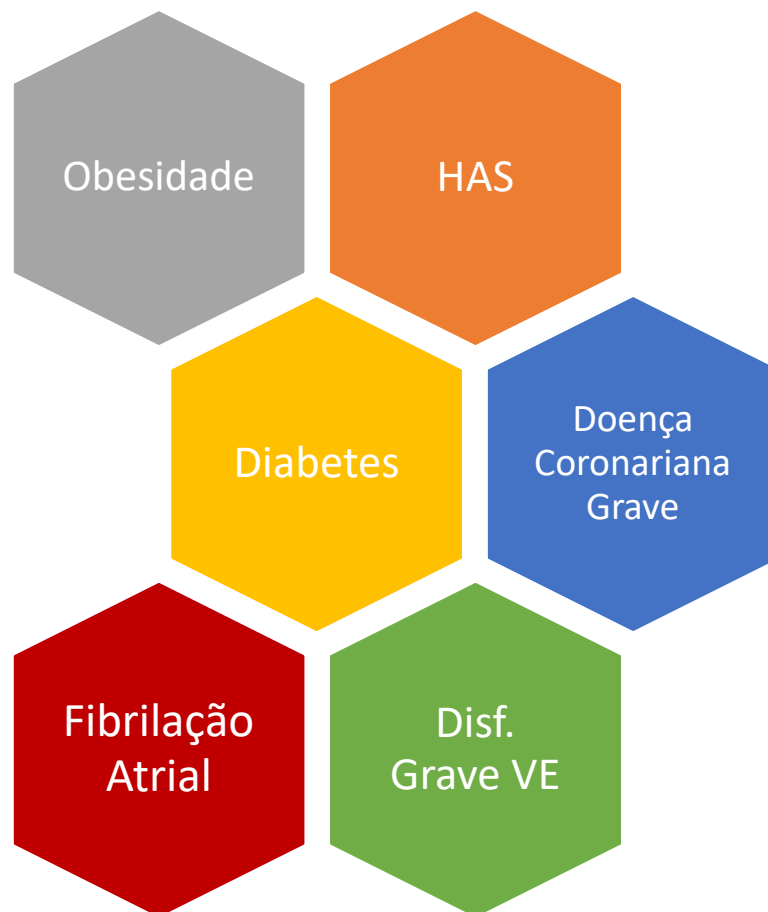 Obesidade
HAS
Diabetes
Doença
Coronariana
Grave
Fibrilação
Atrial
Disf.
Grave VE